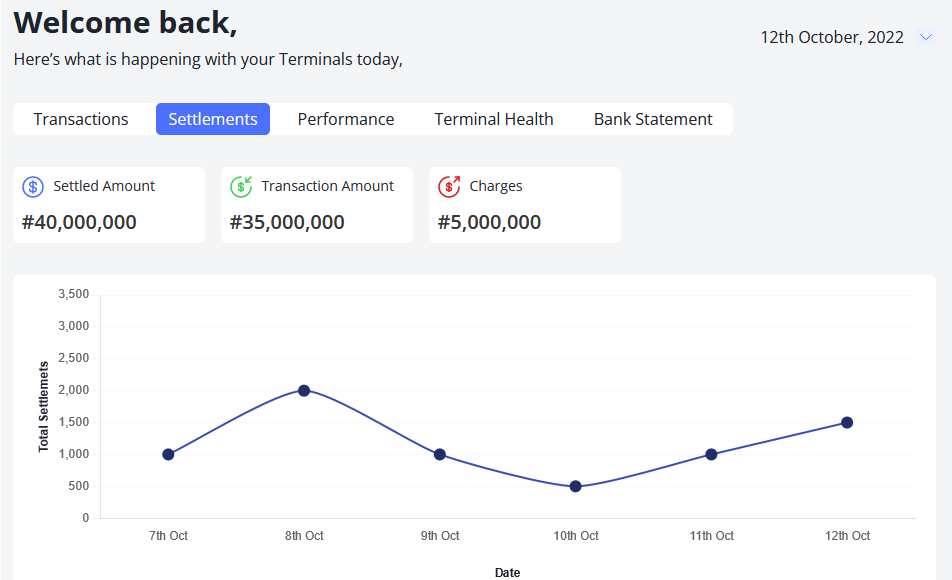 Welcome back,
Here’s what is happening with your Terminals today,
12th October, 2022
Transactions Settlements Performance Terminal Health Bank Statement
Settled Amount
#40,000,000
Transaction Amount
#35,000,000
Charges
#5,000,000
Total Settlemets
3,500
3,000
2,500
2,000
1,500
1,000
500
0
7th Oct 8th Oct 9th Oct 10th Oct 11th Oct 12th Oct
Date